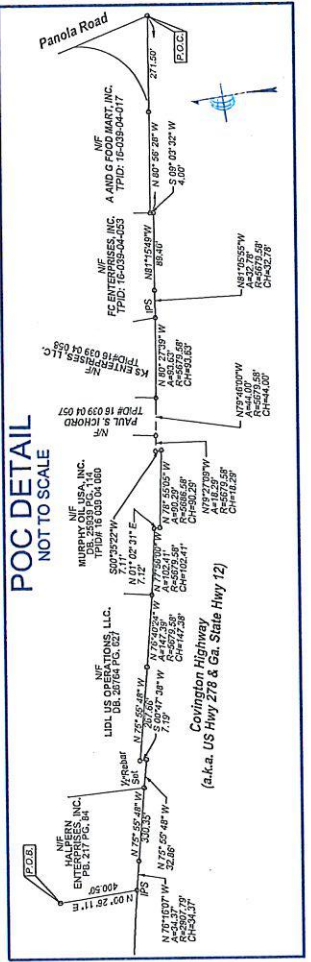 POC DETAIL
NOT TO SCALE
P.O.B.
N 00° 26' 11" E
400.50'
N/F
HALPERN
ENTERPRISES, INC.
PB. 217 PG. 84
IPS
N 76°16'07" W
A=34.37'
R=2907.79'
CH=34.37'
N 75° 55' 48" W
330.35'
N 75° 55' 48" W
32.86'
½"Rebar
Set
S 00°47' 38" W
7.19'
N 75° 55' 48" W
207.66'
N/F
LIDL US OPERATIONS, LLC.
DB. 26764 PG. 627
N 76°40'24" W
A=147.39'
R=5679.58'
CH=147.38'
N 77°50'00" W
A=102.41'
R=5679.58'
CH=102.41'
N 01° 02' 31" E
7.12'
S00°35'22"W
7.11'
N/F
MURPHY OIL USA, INC.
DB. 25939 PG. 114
TPID# 16 039 04 060
N 78° 55'05" W
A=90.29'
R=5686.58'
CH=90.29'
N79°27'09"W
A=18.29'
R=5679.58'
CH=18.29'
N/F
PAUL S. ICHORD
TPID# 16 039 04 057
N79°46'00"W
A=44.00'
R=5679.58'
CH=44.00'
N/F
KS ENTERPRISES, LLC.
TPID#16 039 04 058
N 80° 27'39" W
A=93.63'
R=5679.58'
CH=93.63'
IPS
N81°05'55"W
A=32.78'
R=5679.58'
CH=32.78'
N/F
FC ENTERPRISES, INC.
TPID: 16-039-04-053
N81°15'49"W
89.40'
S 09° 03' 32" W
4.00'
N/F
A AND G FOOD MART, INC.
TPID: 16-039-04-017
N 80° 56' 28" W
271.50'
Panola Road
P.O.C.
Covington Highway
(a.k.a. US Hwy 278 & Ga. State Hwy 12)